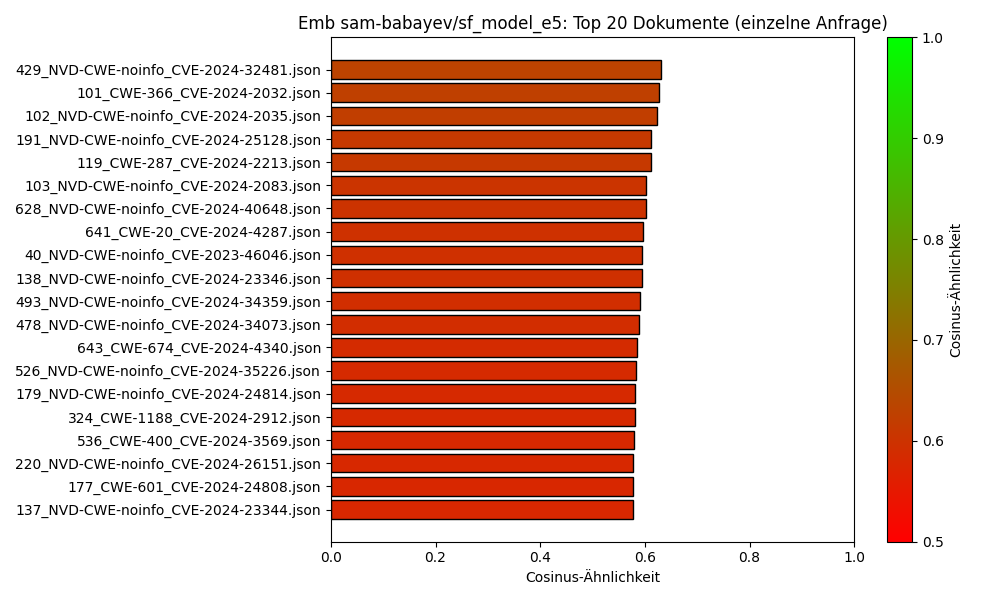 Emb sam-babayev/sf_model_e5: Top 20 Dokumente (einzelne Anfrage)
429_NVD-CWE-noinfo_CVE-2024-32481.json
101_CWE-366_CVE-2024-2032.json
102_NVD-CWE-noinfo_CVE-2024-2035.json
191_NVD-CWE-noinfo_CVE-2024-25128.json
119_CWE-287_CVE-2024-2213.json
103_NVD-CWE-noinfo_CVE-2024-2083.json
628_NVD-CWE-noinfo_CVE-2024-40648.json
641_CWE-20_CVE-2024-4287.json
40_NVD-CWE-noinfo_CVE-2023-46046.json
138_NVD-CWE-noinfo_CVE-2024-23346.json
493_NVD-CWE-noinfo_CVE-2024-34359.json
478_NVD-CWE-noinfo_CVE-2024-34073.json
643_CWE-674_CVE-2024-4340.json
526_NVD-CWE-noinfo_CVE-2024-35226.json
179_NVD-CWE-noinfo_CVE-2024-24814.json
324_CWE-1188_CVE-2024-2912.json
536_CWE-400_CVE-2024-3569.json
220_NVD-CWE-noinfo_CVE-2024-26151.json
177_CWE-601_CVE-2024-24808.json
137_NVD-CWE-noinfo_CVE-2024-23344.json
0.0 0.2 0.4 0.6 0.8 1.0
Cosinus-Ähnlichkeit
1.0
0.9
0.8
0.7
0.6
0.5
Cosinus-Ähnlichkeit